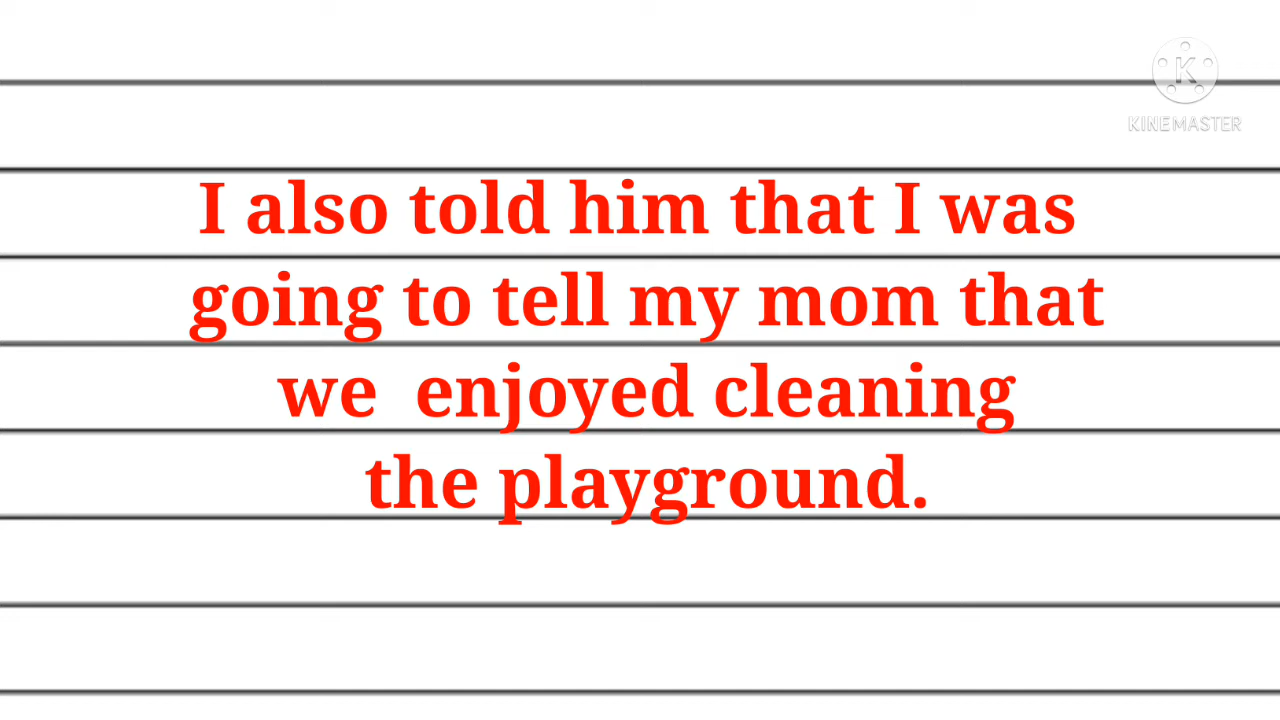 KINEMASTER
I also told him that I was
going to tell my mom that
we  enjoyed cleaning
the playground.